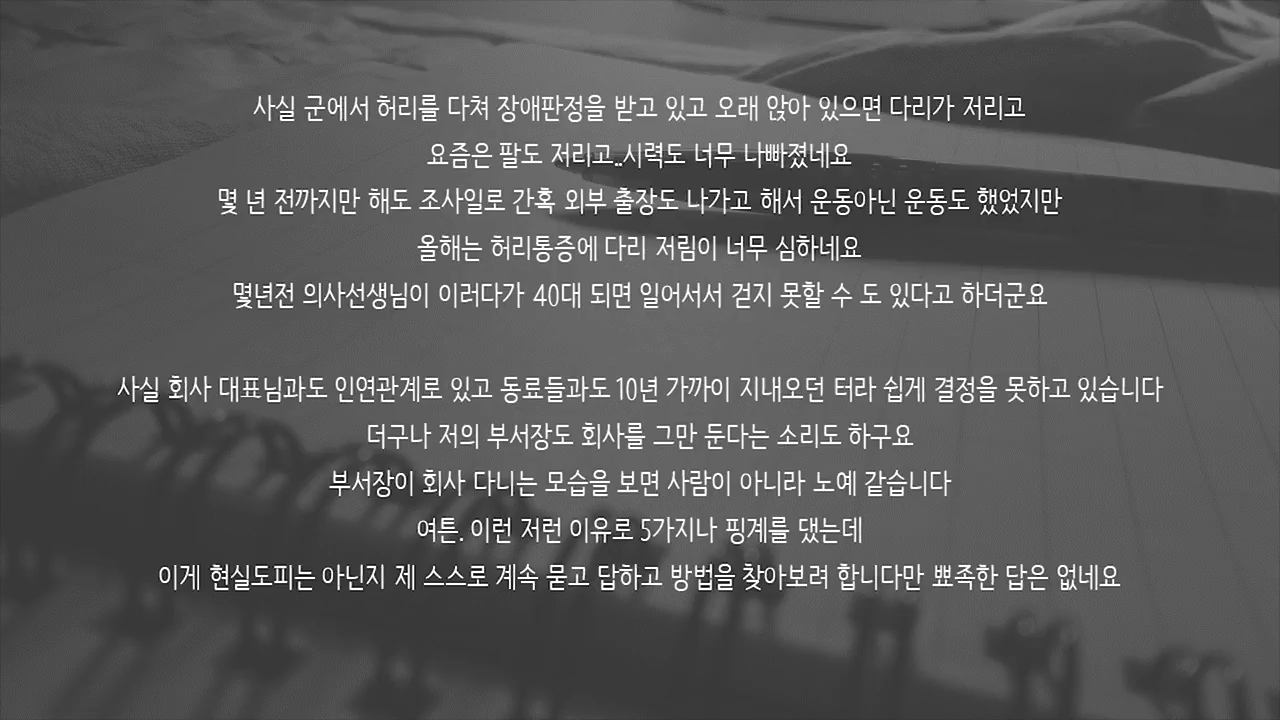 사실 군에서 허리를 다쳐 장애판정을 받고 있고 오래 앉아 있으면 다리가 저리고
요즘은 팔도 저리고..시력도 너무 나빠졌네요
몇 년 전까지만 해도 조사일로 간혹 외부 출장도 나가고 해서 운동아닌 운동도 했었지만
올해는 허리통증에 다리 저림이 너무 심하네요
몇년전 의사선생님이 이러다가 40대 되면 일어서서 걷지 못할 수 도 있다고 하더군요
사실 회사 대표님과도 인연관계로 있고 동료들과도 10년 가까이 지내오던 터라 쉽게 결정을 못하고 있습니다
더구나 저의 부서장도 회사를 그만 둔다는 소리도 하구요
부서장이 회사 다니는 모습을 보면 사람이 아니라 노예 같습니다
여튼. 이런 저런 이유로 5가지나 핑계를 댔는데
이게 현실도피는 아닌지 제 스스로 계속 묻고 답하고 방법을 찾아보려 합니다만 뾰족한 답은 없네요